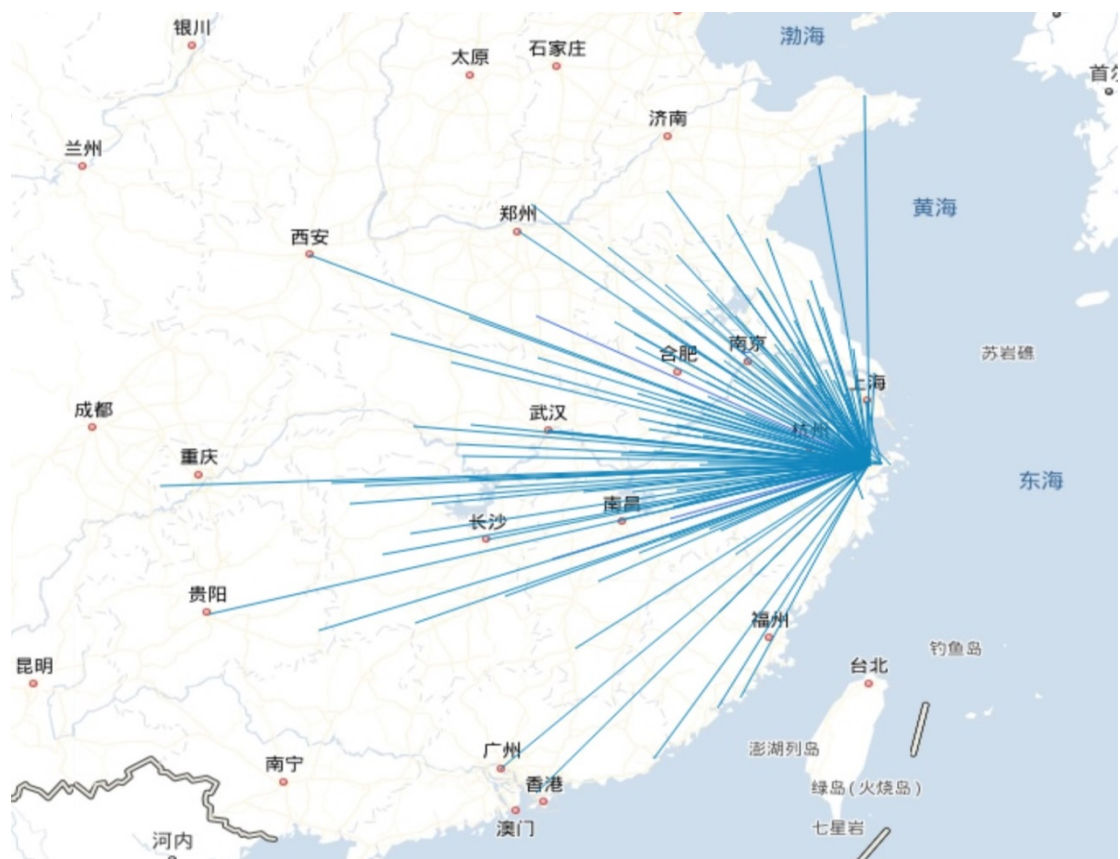 银川
渤海
太原
石家庄
首尔
济南
兰州
郑州
黄海
西安
苏岩礁
合肥
南京
上海
成都
武汉
杭州
重庆
东海
南昌
长沙
贵阳
福州
钓鱼岛
昆明
台北
广州
澎湖列岛
南宁
香港
绿岛(火烧岛)
澳门
七星岩
河内